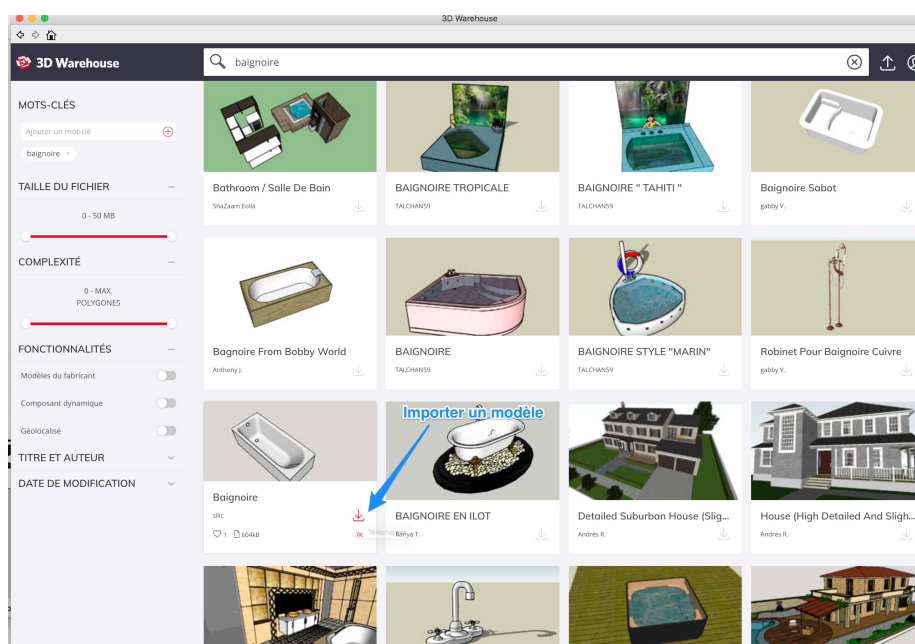 3D Warehouse
3D Warehouse
baignoire
MOTS-CLÉS
Ajouter un mot-clé
baignoire ×
TAILLE DU FICHIER
0 - 50 MB
COMPLEXITÉ
0 - MAX.
POLYGONES
FONCTIONNALITÉS
Modèles du fabricant
Composant dynamique
Géolocalisé
TITRE ET AUTEUR
DATE DE MODIFICATION
Bathroom / Salle De Bain
ShaZaam Eolia
BAIGNOIRE TROPICALE
TALCHAN59
BAIGNOIRE " TAHITI "
TALCHAN59
Baignoire Sabot
gabby V.
Bagnoire From Bobby World
Anthony J.
BAIGNOIRE
TALCHAN59
BAIGNOIRE STYLE "MARIN"
TALCHAN59
Robinet Pour Baignoire Cuivre
gabby V.
Importer un modèle
Baignoire
silic
1 604kB
7K
BAIGNOIRE EN ILOT
Ranya T.
Detailed Suburban House (Slig...
Andrés R.
House (High Detailed And Sligh...
Andrés R.